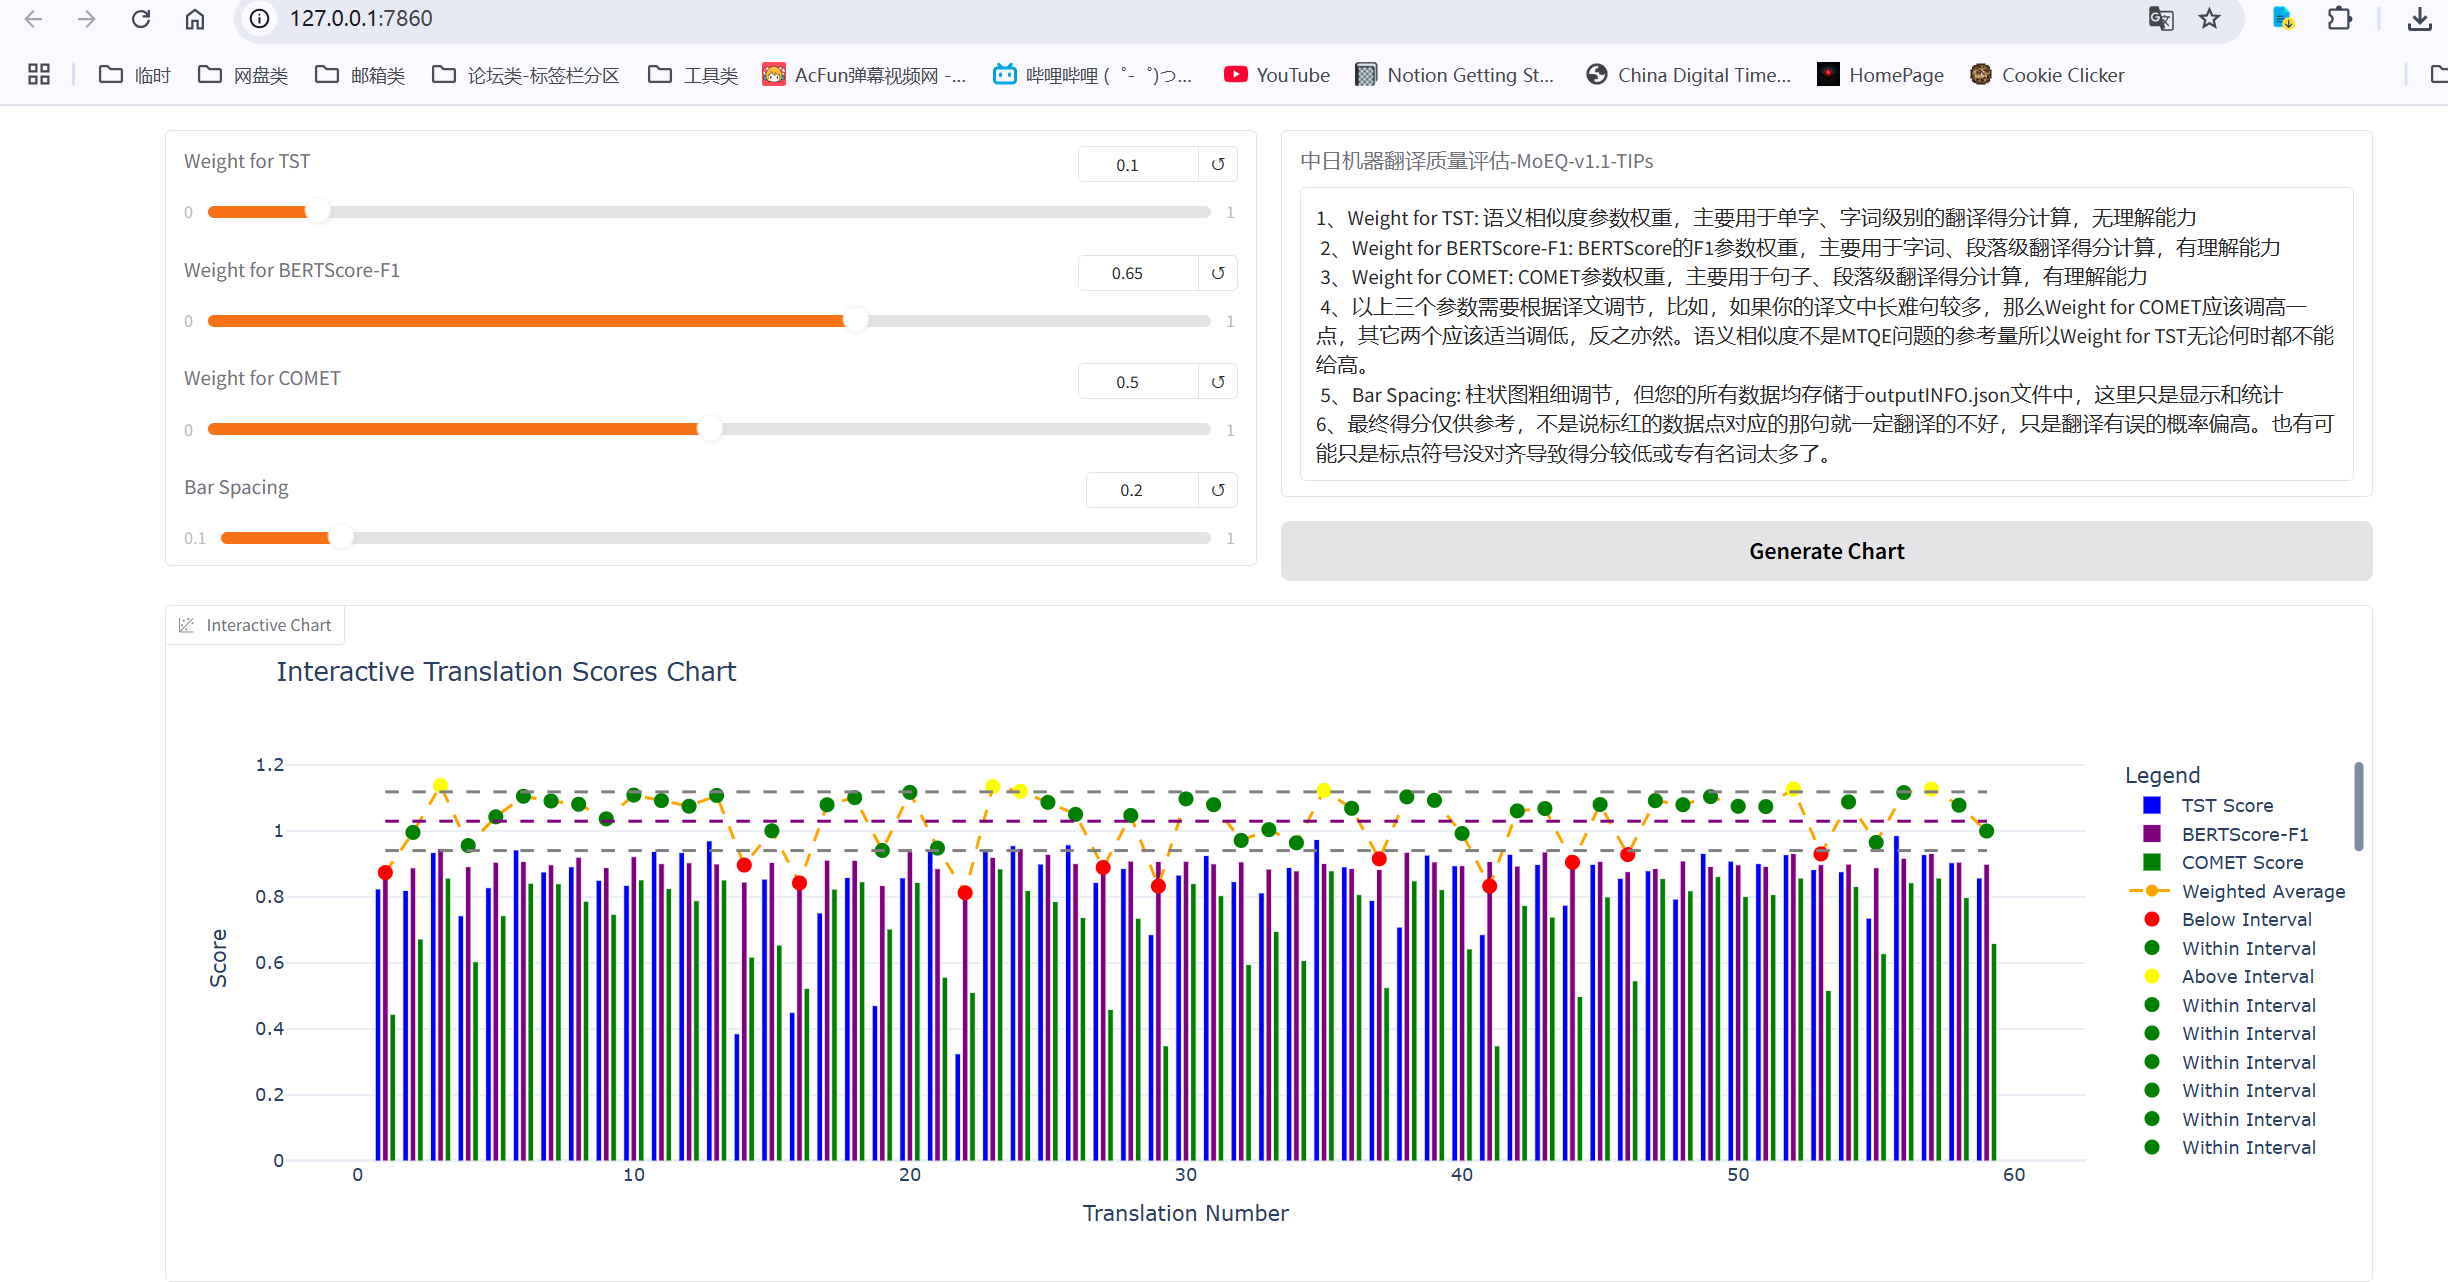 127.0.0.1:7860
临时
网盘类
邮箱类
论坛类-标签栏分区
工具类
AcFun弹幕视频网 -...
哔哩哔哩 ( ゜- ゜)つ...
YouTube
Notion Getting St...
China Digital Time...
HomePage
Cookie Clicker
Weight for TST
0.1
0
1
Weight for BERTScore-F1
0.65
0
1
Weight for COMET
0.5
0
1
Bar Spacing
0.2
0.1
1
中日机器翻译质量评估-MoEQ-v1.1-TIPs
1、Weight for TST: 语义相似度参数权重，主要用于单字、字词级别的翻译得分计算，无理解能力
2、Weight for BERTScore-F1: BERTScore的F1参数权重，主要用于字词、段落级翻译得分计算，有理解能力
3、Weight for COMET: COMET参数权重，主要用于句子、段落级翻译得分计算，有理解能力
4、以上三个参数需要根据译文调节，比如，如果你的译文中长难句较多，那么Weight for COMET应该调高一
点，其它两个应该适当调低，反之亦然。语义相似度不是MTQE问题的参考量所以Weight for TST无论何时都不能
给高。
5、Bar Spacing: 柱状图粗细调节，但您的所有数据均存储于outputINFO.json文件中，这里只是显示和统计
6、最终得分仅供参考，不是说标红的数据点对应的那句就一定翻译的不好，只是翻译有误的概率偏高。也有可
能只是标点符号没对齐导致得分较低或专有名词太多了。
Generate Chart
Interactive Chart
Interactive Translation Scores Chart
1.2
1
0.8
0.6
0.4
0.2
0
Score
0
10
20
30
40
50
60
Translation Number
Legend
TST Score
BERTScore-F1
COMET Score
Weighted Average
Below Interval
Within Interval
Above Interval
Within Interval
Within Interval
Within Interval
Within Interval
Within Interval
Within Interval